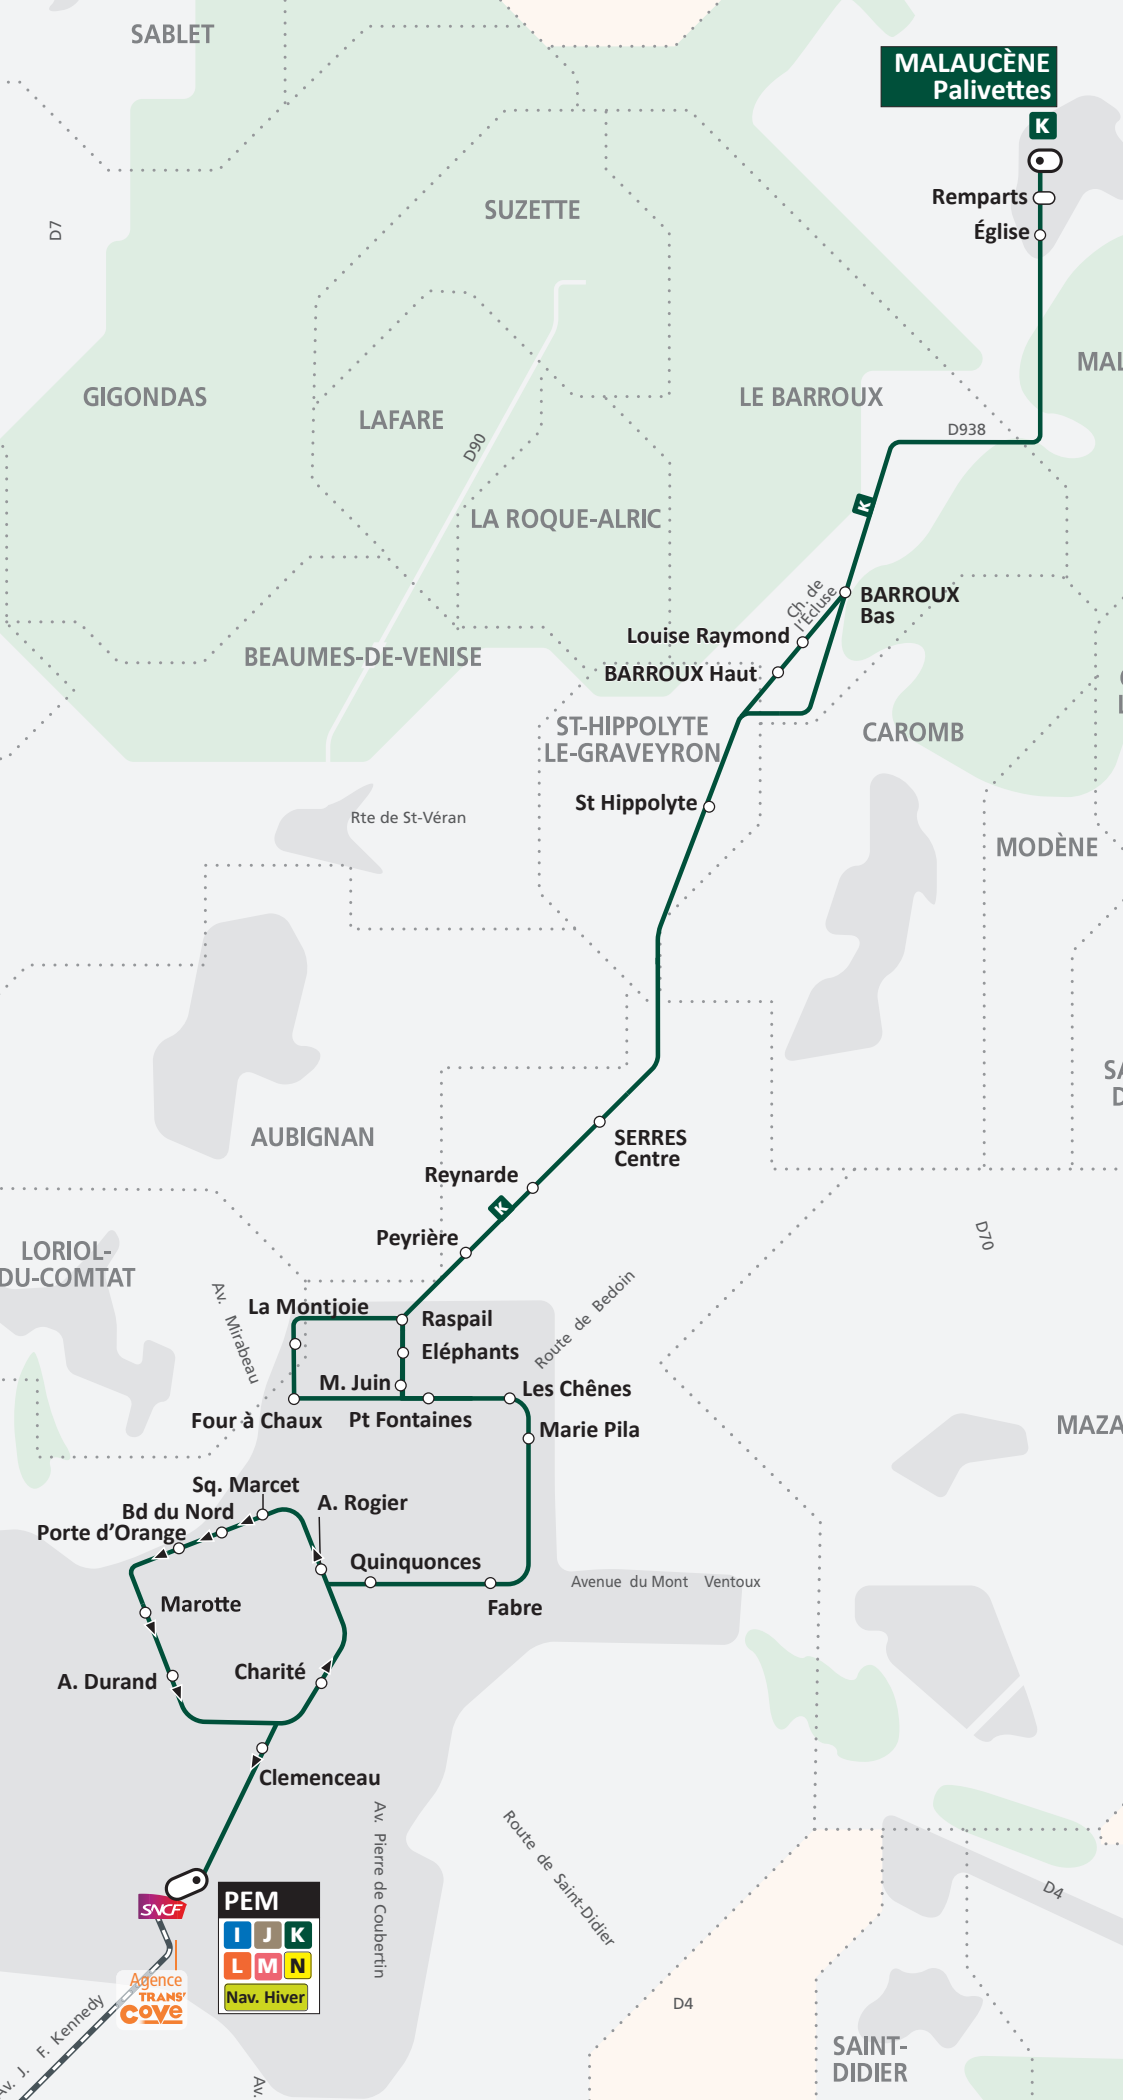 SABLET
MALAUCÈNE
Palivettes
K
Remparts
Église
SUZETTE
D7
MAL
GIGONDAS
LAFARE
LE BARROUX
D938
D90
K
LA ROQUE-ALRIC
Ch. de
l'Écluse
BARROUX
Bas
Louise Raymond
BEAUMES-DE-VENISE
BARROUX Haut
ST-HIPPOLYTE
LE-GRAVEYRON
CAROMB
St Hippolyte
Rte de St-Véran
MODÈNE
SA
D
AUBIGNAN
SERRES
Centre
Reynarde
K
Peyrière
D70
LORIOL-
DU-COMTAT
Av. Mirabeau
La Montjoie
Raspail
Route de Bedoin
Eléphants
M. Juin
Les Chênes
Four à Chaux
Pt Fontaines
Marie Pila
MAZA
Sq. Marcet
A. Rogier
Bd du Nord
Porte d'Orange
Quinquonces
Avenue du Mont Ventoux
Marotte
Fabre
Charité
A. Durand
Clemenceau
Av. Pierre de Coubertin
Route de Saint-Didier
D4
SNCF
PEM
I J K
L M N
Nav. Hiver
Agence
TRANS'
COVE
Av. J. F. Kennedy
D4
SAINT-
DIDIER
Av.